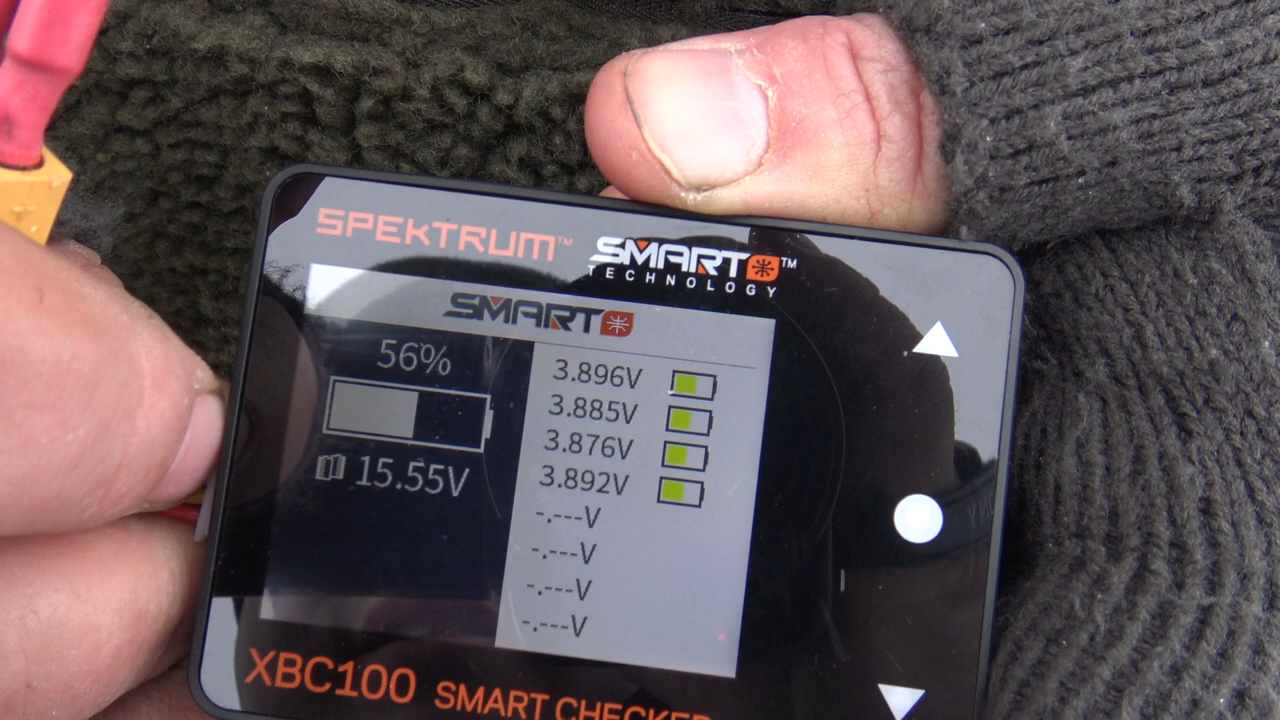 SPEKTRUM™
SMART™
TECHNOLOGY
SMART
56%
15.55V
3.896V
3.885V
3.876V
3.892V
-.---V
-.---V
-.---V
-.---V
XBC100 SMART CHECKER